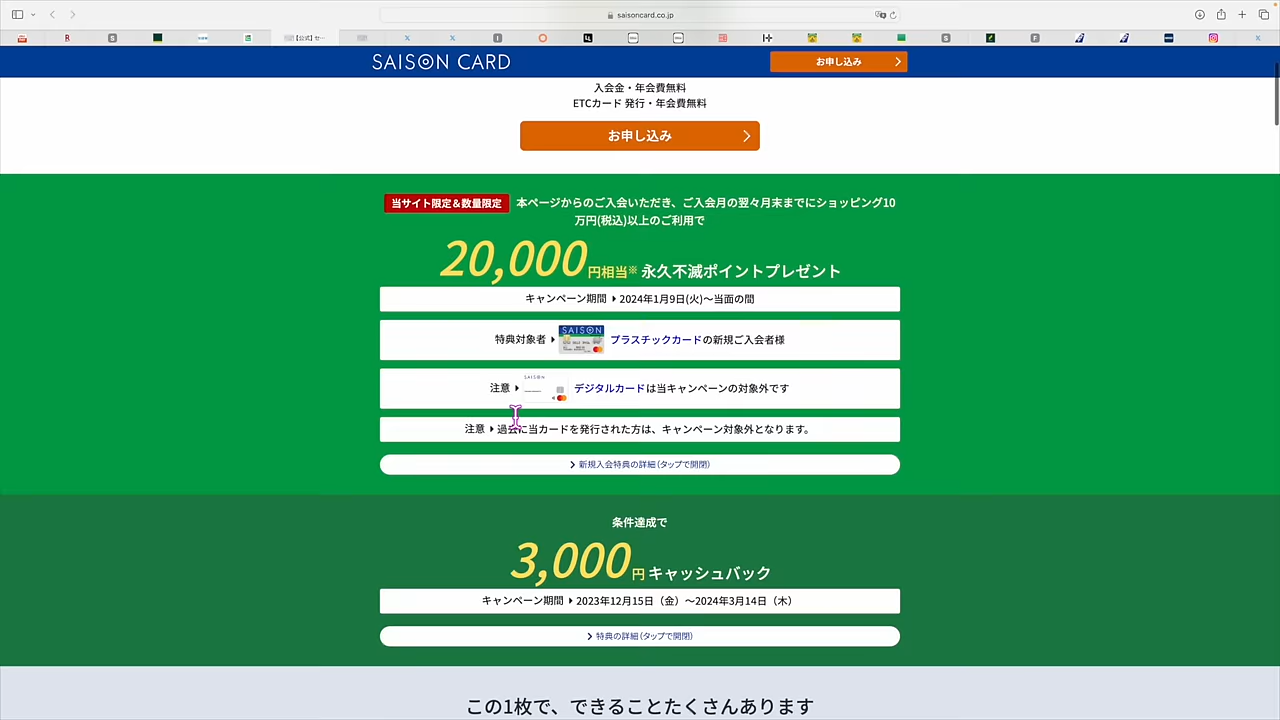 saisoncard.co.jp
【公式】セ…
SAISON CARD
お申し込み
入会金・年会費無料
ETCカード 発行・年会費無料
お申し込み
当サイト限定＆数量限定 本ページからのご入会いただき、ご入会月の翌々月末までにショッピング10
万円(税込)以上のご利用で
20,000円相当※ 永久不滅ポイントプレゼント
キャンペーン期間 2024年1月9日(火)～当面の間
特典対象者 SAISON プラスチックカードの新規ご入会者様
注意 SAISON デジタルカードは当キャンペーンの対象外です
注意 過去に当カードを発行された方は、キャンペーン対象外となります。
新規入会特典の詳細（タップで開閉）
条件達成で
3,000円 キャッシュバック
キャンペーン期間 2023年12月15日（金）～2024年3月14日（木）
特典の詳細（タップで開閉）
この1枚で、できることたくさんあります